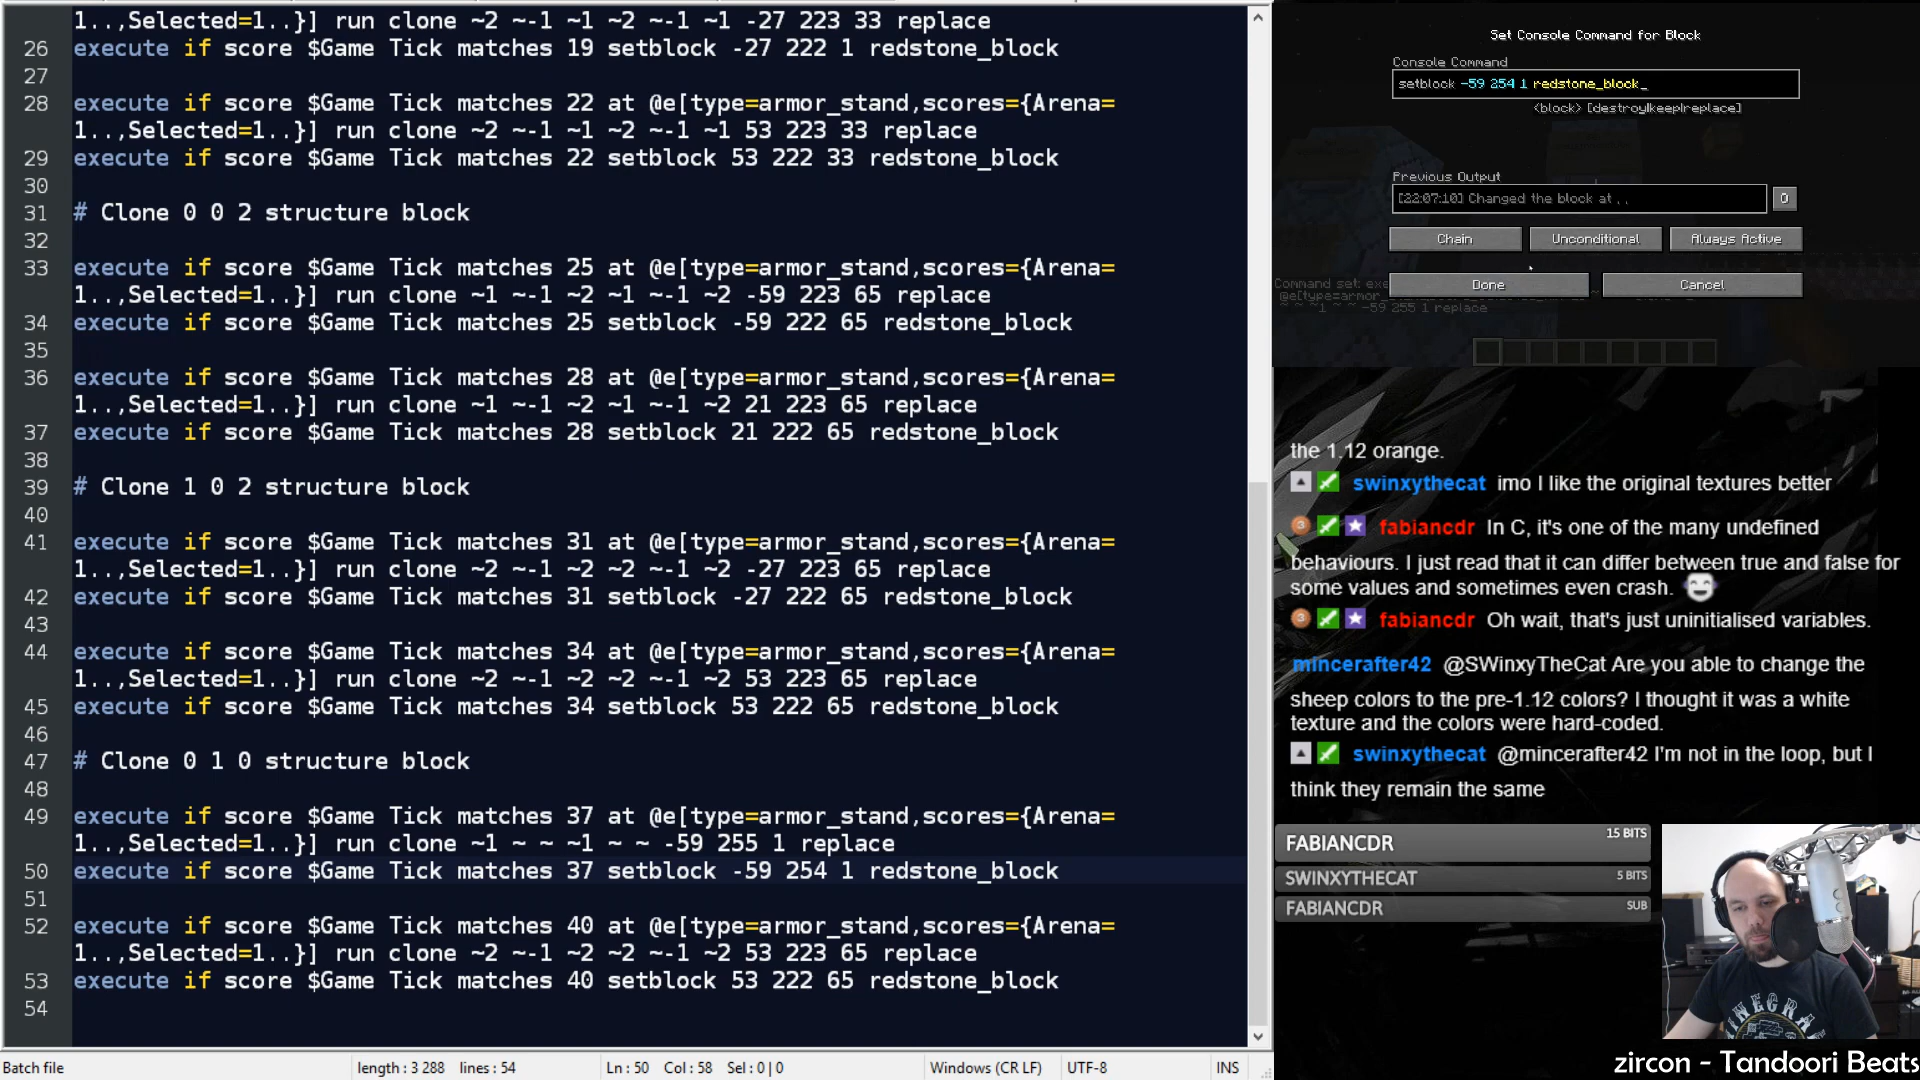 1..,Selected=1..}] run clone ~2 ~-1 ~1 ~2 ~-1 ~1 -27 223 33 replace
26 execute if score $Game Tick matches 19 setblock -27 222 1 redstone_block
27
28 execute if score $Game Tick matches 22 at @e[type=armor_stand,scores={Arena=
1..,Selected=1..}] run clone ~2 ~-1 ~1 ~2 ~-1 ~1 53 223 33 replace
29 execute if score $Game Tick matches 22 setblock 53 222 33 redstone_block
30
31 # Clone 0 0 2 structure block
32
33 execute if score $Game Tick matches 25 at @e[type=armor_stand,scores={Arena=
1..,Selected=1..}] run clone ~1 ~-1 ~2 ~1 ~-1 ~2 -59 223 65 replace
34 execute if score $Game Tick matches 25 setblock -59 222 65 redstone_block
35
36 execute if score $Game Tick matches 28 at @e[type=armor_stand,scores={Arena=
1..,Selected=1..}] run clone ~1 ~-1 ~2 ~1 ~-1 ~2 21 223 65 replace
37 execute if score $Game Tick matches 28 setblock 21 222 65 redstone_block
38
39 # Clone 1 0 2 structure block
40
41 execute if score $Game Tick matches 31 at @e[type=armor_stand,scores={Arena=
1..,Selected=1..}] run clone ~2 ~-1 ~2 ~2 ~-1 ~2 -27 223 65 replace
42 execute if score $Game Tick matches 31 setblock -27 222 65 redstone_block
43
44 execute if score $Game Tick matches 34 at @e[type=armor_stand,scores={Arena=
1..,Selected=1..}] run clone ~2 ~-1 ~2 ~2 ~-1 ~2 53 223 65 replace
45 execute if score $Game Tick matches 34 setblock 53 222 65 redstone_block
46
47 # Clone 0 1 0 structure block
48
49 execute if score $Game Tick matches 37 at @e[type=armor_stand,scores={Arena=
1..,Selected=1..}] run clone ~1 ~ ~ ~1 ~ ~ -59 255 1 replace
50 execute if score $Game Tick matches 37 setblock -59 254 1 redstone_block
51
52 execute if score $Game Tick matches 40 at @e[type=armor_stand,scores={Arena=
1..,Selected=1..}] run clone ~2 ~-1 ~2 ~2 ~-1 ~2 53 223 65 replace
53 execute if score $Game Tick matches 40 setblock 53 222 65 redstone_block
54
Batch file length : 3 288 lines : 54 Ln : 50 Col : 58 Sel : 0 | 0 Windows (CR LF) UTF-8 INS
Set Console Command for Block
Console Command
setblock -59 254 1 redstone_block_
<block> [destroy|keep|replace]
Previous Output
[22:07:10] Changed the block at , , O
Chain Unconditional Always Active
Command set: exe
Done Cancel
@e[type=armor_
~ ~ ~1 ~ ~ -59 255 1 replace
the 1.12 orange.
swinxythecat imo I like the original textures better
fabiancdr In C, it's one of the many undefined
behaviours. I just read that it can differ between true and false for
some values and sometimes even crash.
fabiancdr Oh wait, that's just uninitialised variables.
mincerafter42 @SWinxyTheCat Are you able to change the
sheep colors to the pre-1.12 colors? I thought it was a white
texture and the colors were hard-coded.
swinxythecat @mincerafter42 I'm not in the loop, but I
think they remain the same
FABIANCDR 15 BITS
SWINXYTHECAT 5 BITS
FABIANCDR SUB
zircon - Tandoori Beats